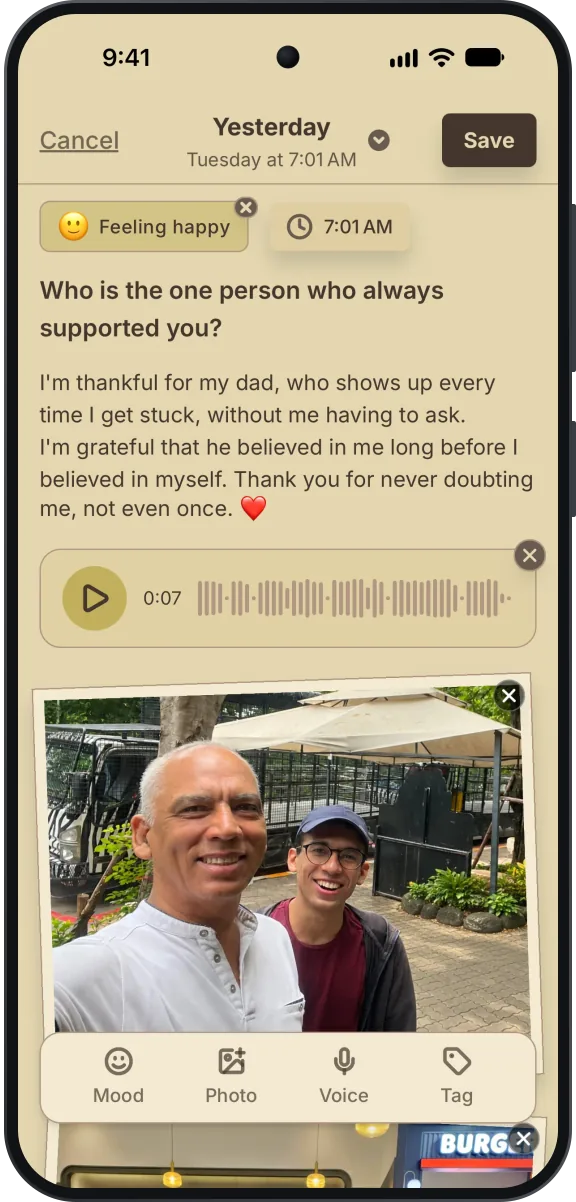 9:41
Cancel
Yesterday
Tuesday at 7:01 AM
Save
🙂 Feeling happy
7:01 AM
Who is the one person who always
supported you?
I'm thankful for my dad, who shows up every
time I get stuck, without me having to ask.
I'm grateful that he believed in me long before I
believed in myself. Thank you for never doubting
me, not even once. ❤️
0:07
Mood
Photo
Voice
Tag